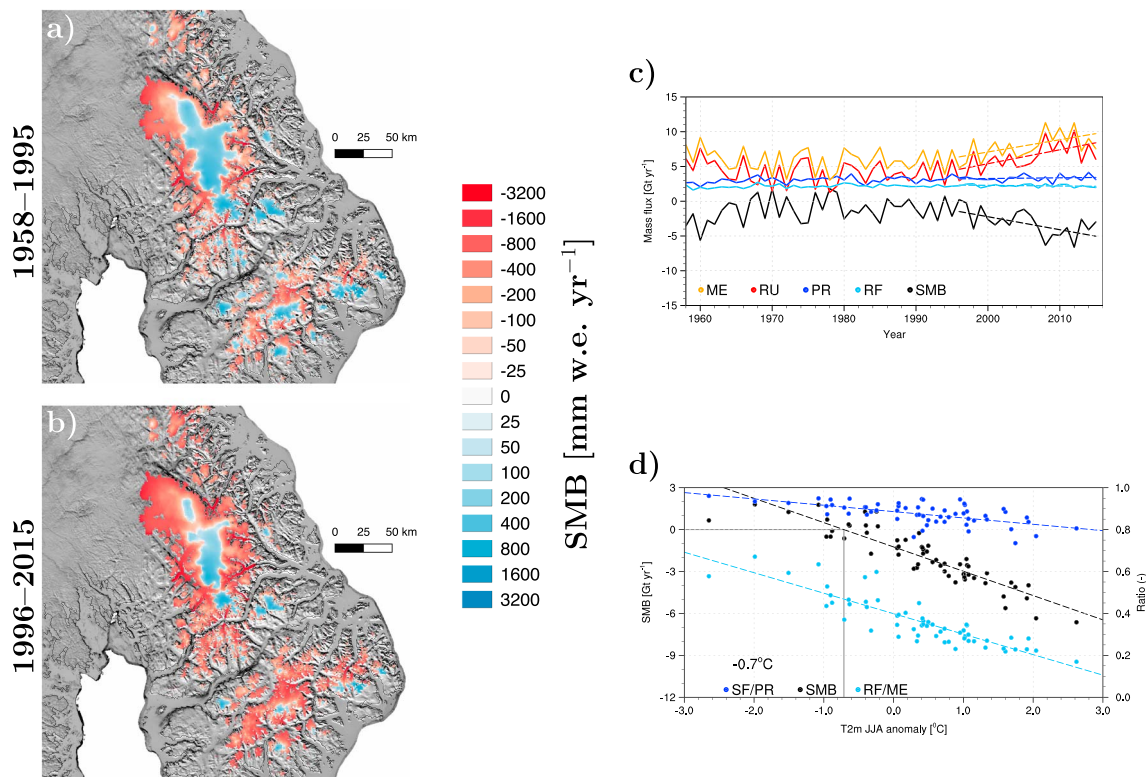 a)
0 25 50 km
1958–1995
b)
0 25 50 km
1996–2015
-3200
-1600
-800
-400
-200
-100
-50
-25
0
25
50
100
200
400
800
1600
3200
SMB [mm w.e. yr⁻¹]
c)
15
10
5
0
-5
-10
-15
Mass flux [Gt yr⁻¹]
ME RU PR RF SMB
1960 1970 1980 1990 2000 2010
Year
d)
3
0
-3
-6
-9
-12
SMB [Gt yr⁻¹]
1.0
0.8
0.6
0.4
0.2
0.0
Ratio (-)
-0.7°C
SF/PR SMB RF/ME
-3.0 -2.0 -1.0 0.0 1.0 2.0 3.0
T2m JJA anomaly [°C]